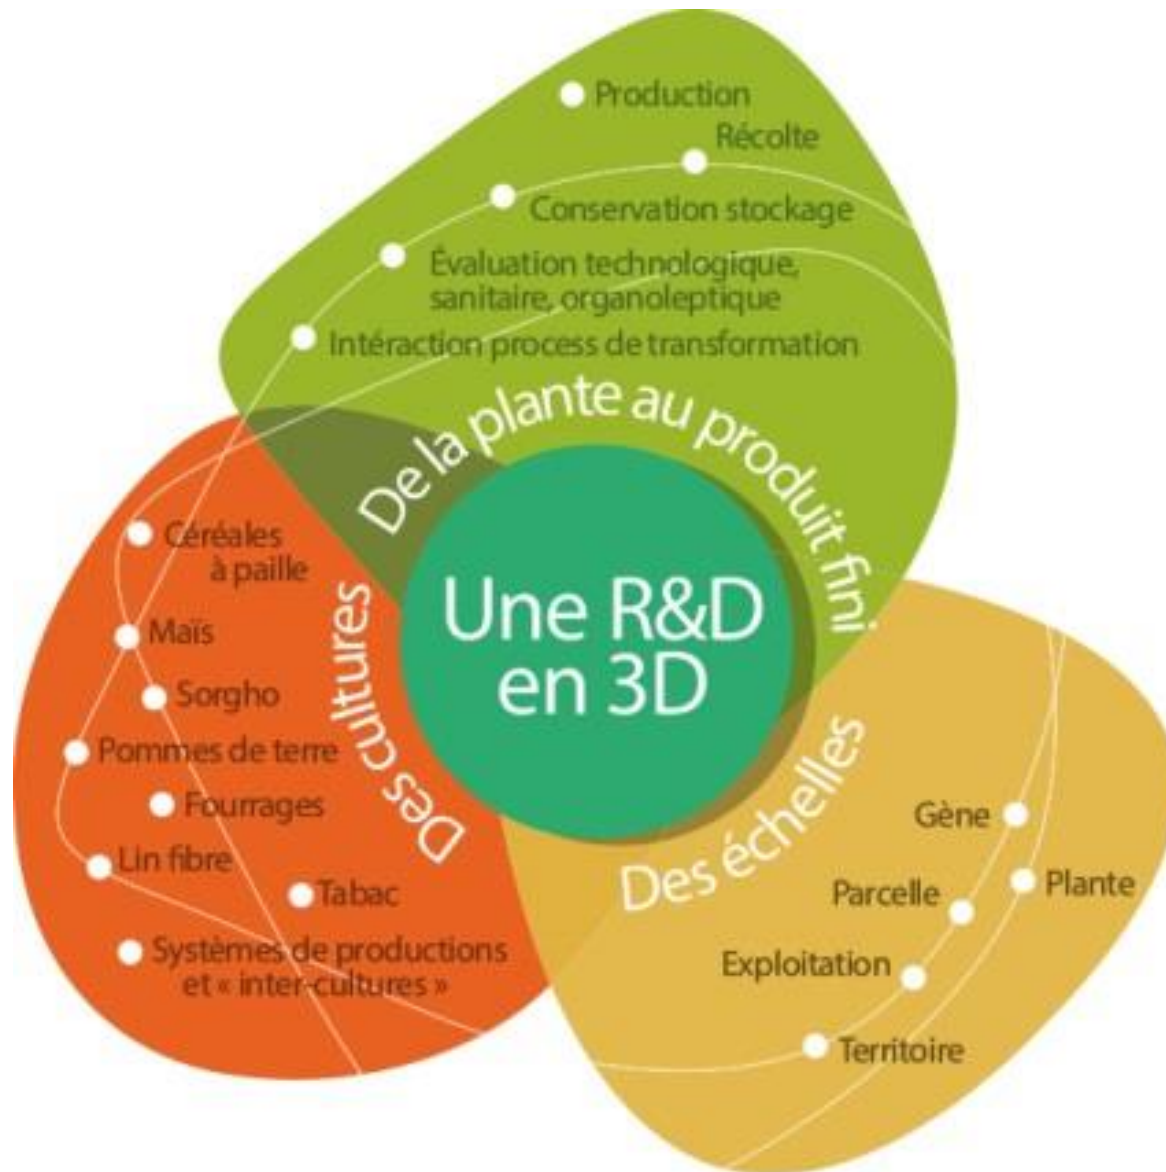 Production
Récolte
Conservation stockage
Évaluation technologique,
sanitaire, organoleptique
Intéraction process de transformation
De la plante au produit fini
Une R&D
en 3D
Des cultures
Céréales
à paille
Maïs
Sorgho
Pommes de terre
Fourrages
Lin fibre
Tabac
Systèmes de productions
et « inter-cultures »
Des échelles
Gène
Plante
Parcelle
Exploitation
Territoire